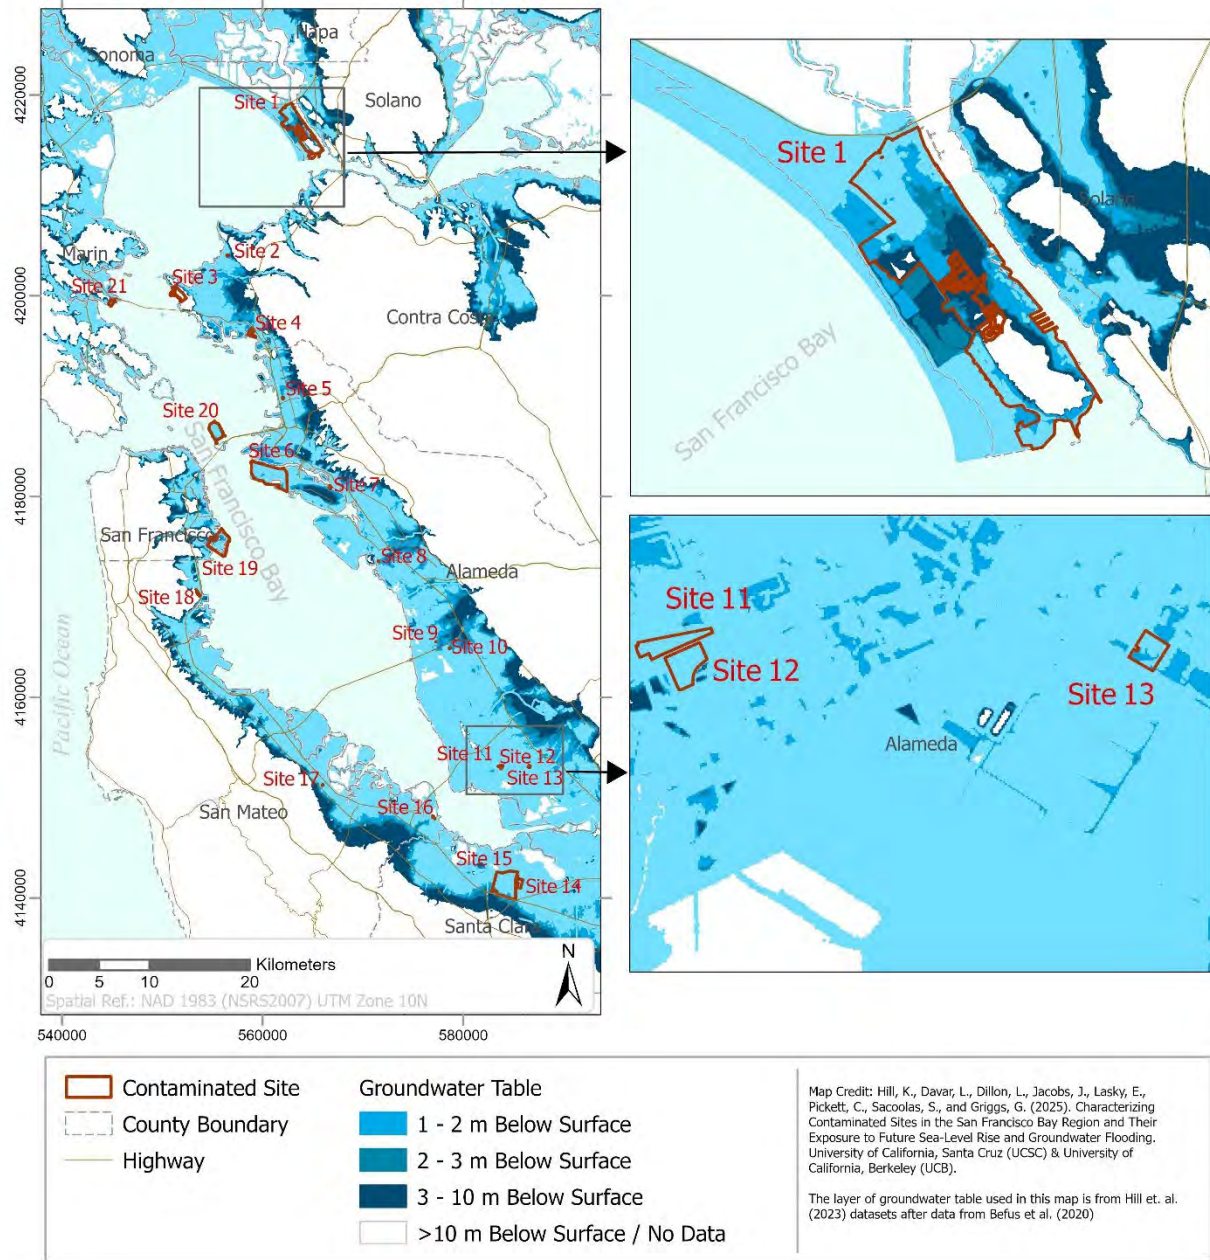 Sonoma
Napa
Solano
Site 1
Marin
Site 2
Site 3
Site 21
Site 4
Contra Costa
Site 5
Site 20
San Francisco Bay
Site 6
Site 7
San Francisco
Site 19
Site 8
Alameda
Site 18
Site 9
Site 10
Pacific Ocean
Site 11
Site 12
Site 13
Site 17
Site 16
San Mateo
Site 15
Site 14
Santa Clara
4220000
4200000
4180000
4160000
4140000
Kilometers
0 5 10 20
N
Spatial Ref.: NAD 1983 (NSRS2007) UTM Zone 10N
540000 560000 580000
Site 1
Solano
San Francisco Bay
Site 11
Site 12
Site 13
Alameda
Contaminated Site
County Boundary
Highway
Groundwater Table
1 - 2 m Below Surface
2 - 3 m Below Surface
3 - 10 m Below Surface
>10 m Below Surface / No Data
Map Credit: Hill, K., Davar, L., Dillon, L., Jacobs, J., Lasky, E.,
Pickett, C., Sacoolas, S., and Griggs, G. (2025). Characterizing
Contaminated Sites in the San Francisco Bay Region and Their
Exposure to Future Sea-Level Rise and Groundwater Flooding.
University of California, Santa Cruz (UCSC) & University of
California, Berkeley (UCB).
The layer of groundwater table used in this map is from Hill et. al.
(2023) datasets after data from Befus et al. (2020)